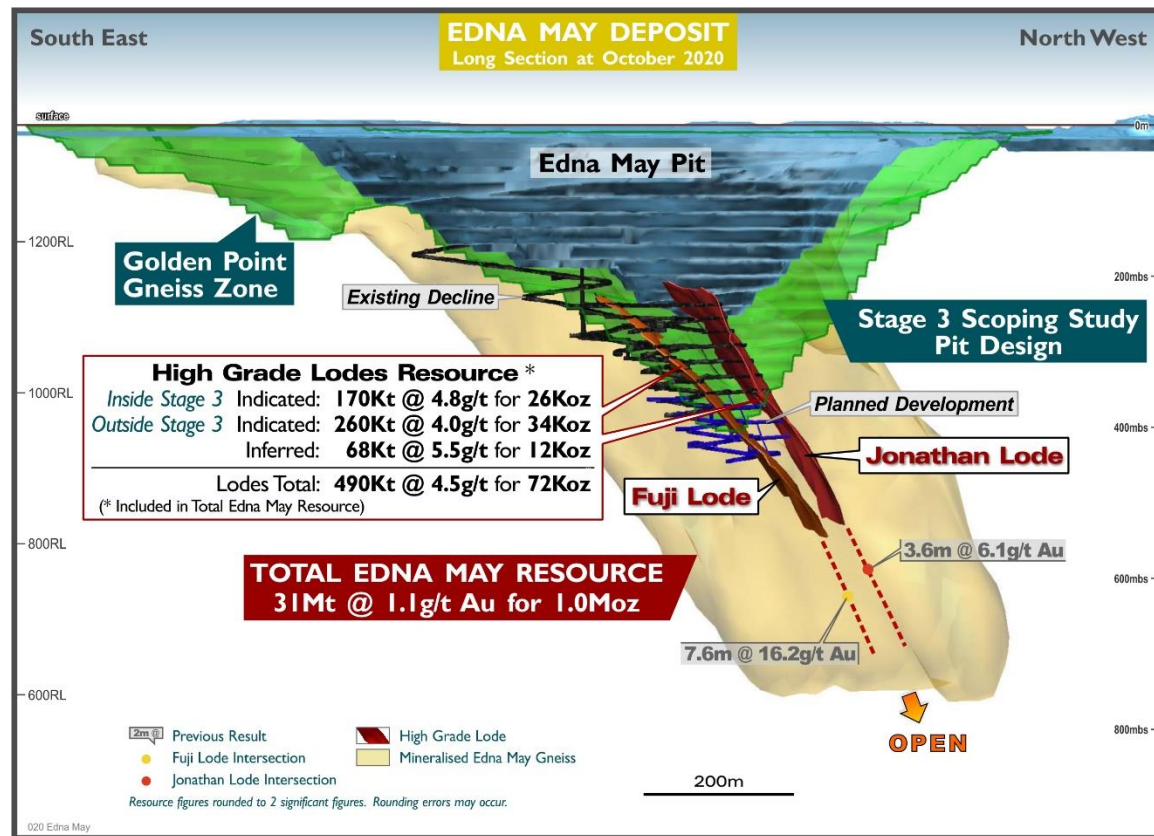 South East
EDNA MAY DEPOSIT
Long Section at October 2020
North West
surface
0m
Edna May Pit
1200RL
Golden Point
Gneiss Zone
200mbs
Existing Decline
Stage 3 Scoping Study
Pit Design
High Grade Lodes Resource *
Inside Stage 3 Indicated: 170Kt @ 4.8g/t for 26Koz
Outside Stage 3 Indicated: 260Kt @ 4.0g/t for 34Koz
Inferred: 68Kt @ 5.5g/t for 12Koz
Lodes Total: 490Kt @ 4.5g/t for 72Koz
(* Included in Total Edna May Resource)
1000RL
Planned Development
400mbs
Jonathan Lode
Fuji Lode
800RL
3.6m @ 6.1g/t Au
TOTAL EDNA MAY RESOURCE
31Mt @ 1.1g/t Au for 1.0Moz
600mbs
7.6m @ 16.2g/t Au
600RL
OPEN
800mbs
2m @ Previous Result
Fuji Lode Intersection
Jonathan Lode Intersection
High Grade Lode
Mineralised Edna May Gneiss
200m
Resource figures rounded to 2 significant figures. Rounding errors may occur.
020 Edna May